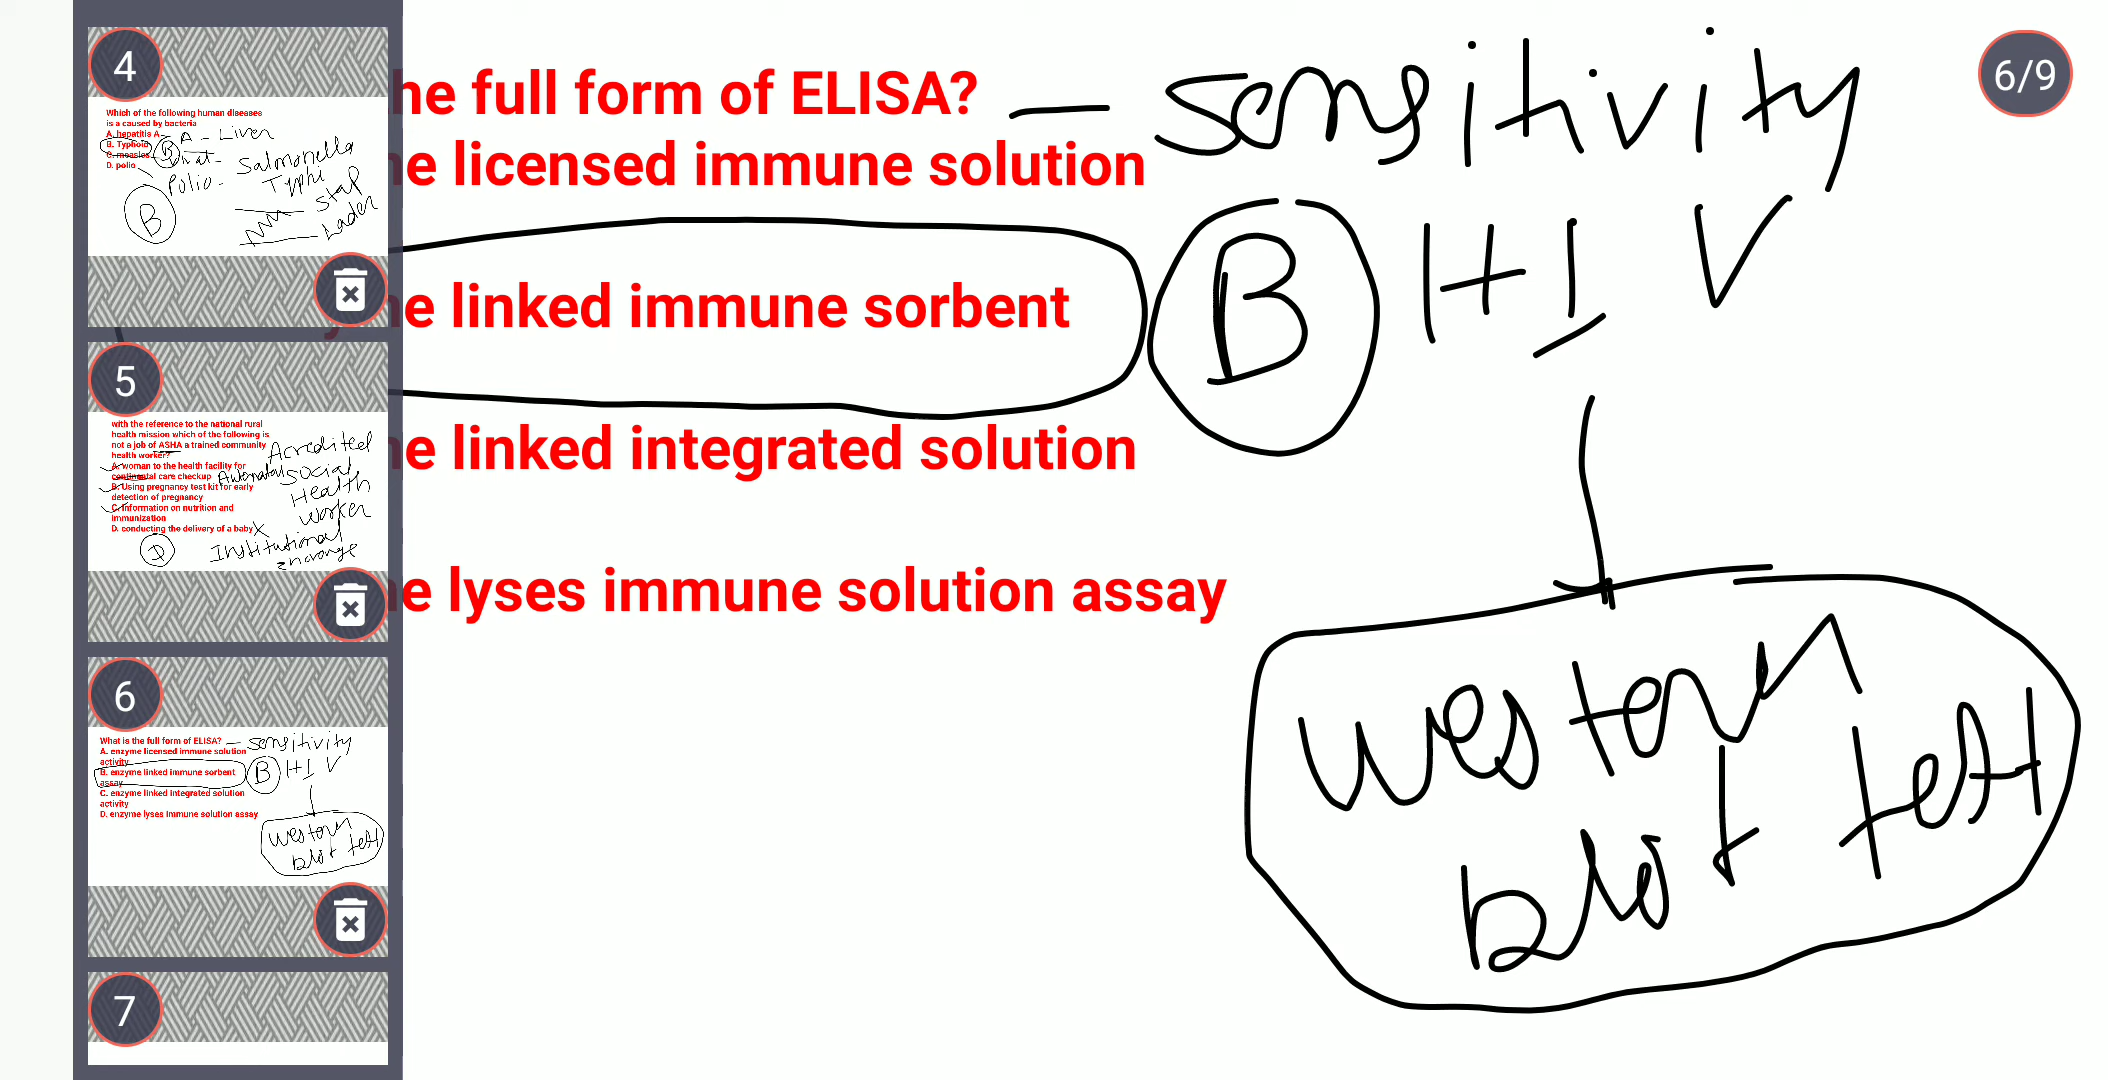 4
Which of the following human diseases
is a caused by bacteria
A. hepatitis A
B. Typhoid
C. measles
D. polio
A - Liver
B
Salmonella
Typhi
Polio -
B
5
with the reference to the national rural
health mission which of the following is
not a job of ASHA a trained community
health worker?
A. woman to the health facility for
continental care checkup
B. Using pregnancy test kit for early
detection of pregnancy
C. Information on nutrition and
immunization
D. conducting the delivery of a baby
social
Health
worker
D
Institutional
6
What is the full form of ELISA? - sensitivity
A. enzyme licensed immune solution
activity
B. enzyme linked immune sorbent
assay
C. enzyme linked integrated solution
activity
D. enzyme lyses immune solution assay
B HIV
western
blot test
7
he full form of ELISA? - sensitivity
ne licensed immune solution
B HIV
yme linked immune sorbent
ne linked integrated solution
ne lyses immune solution assay
western
blot test
6/9